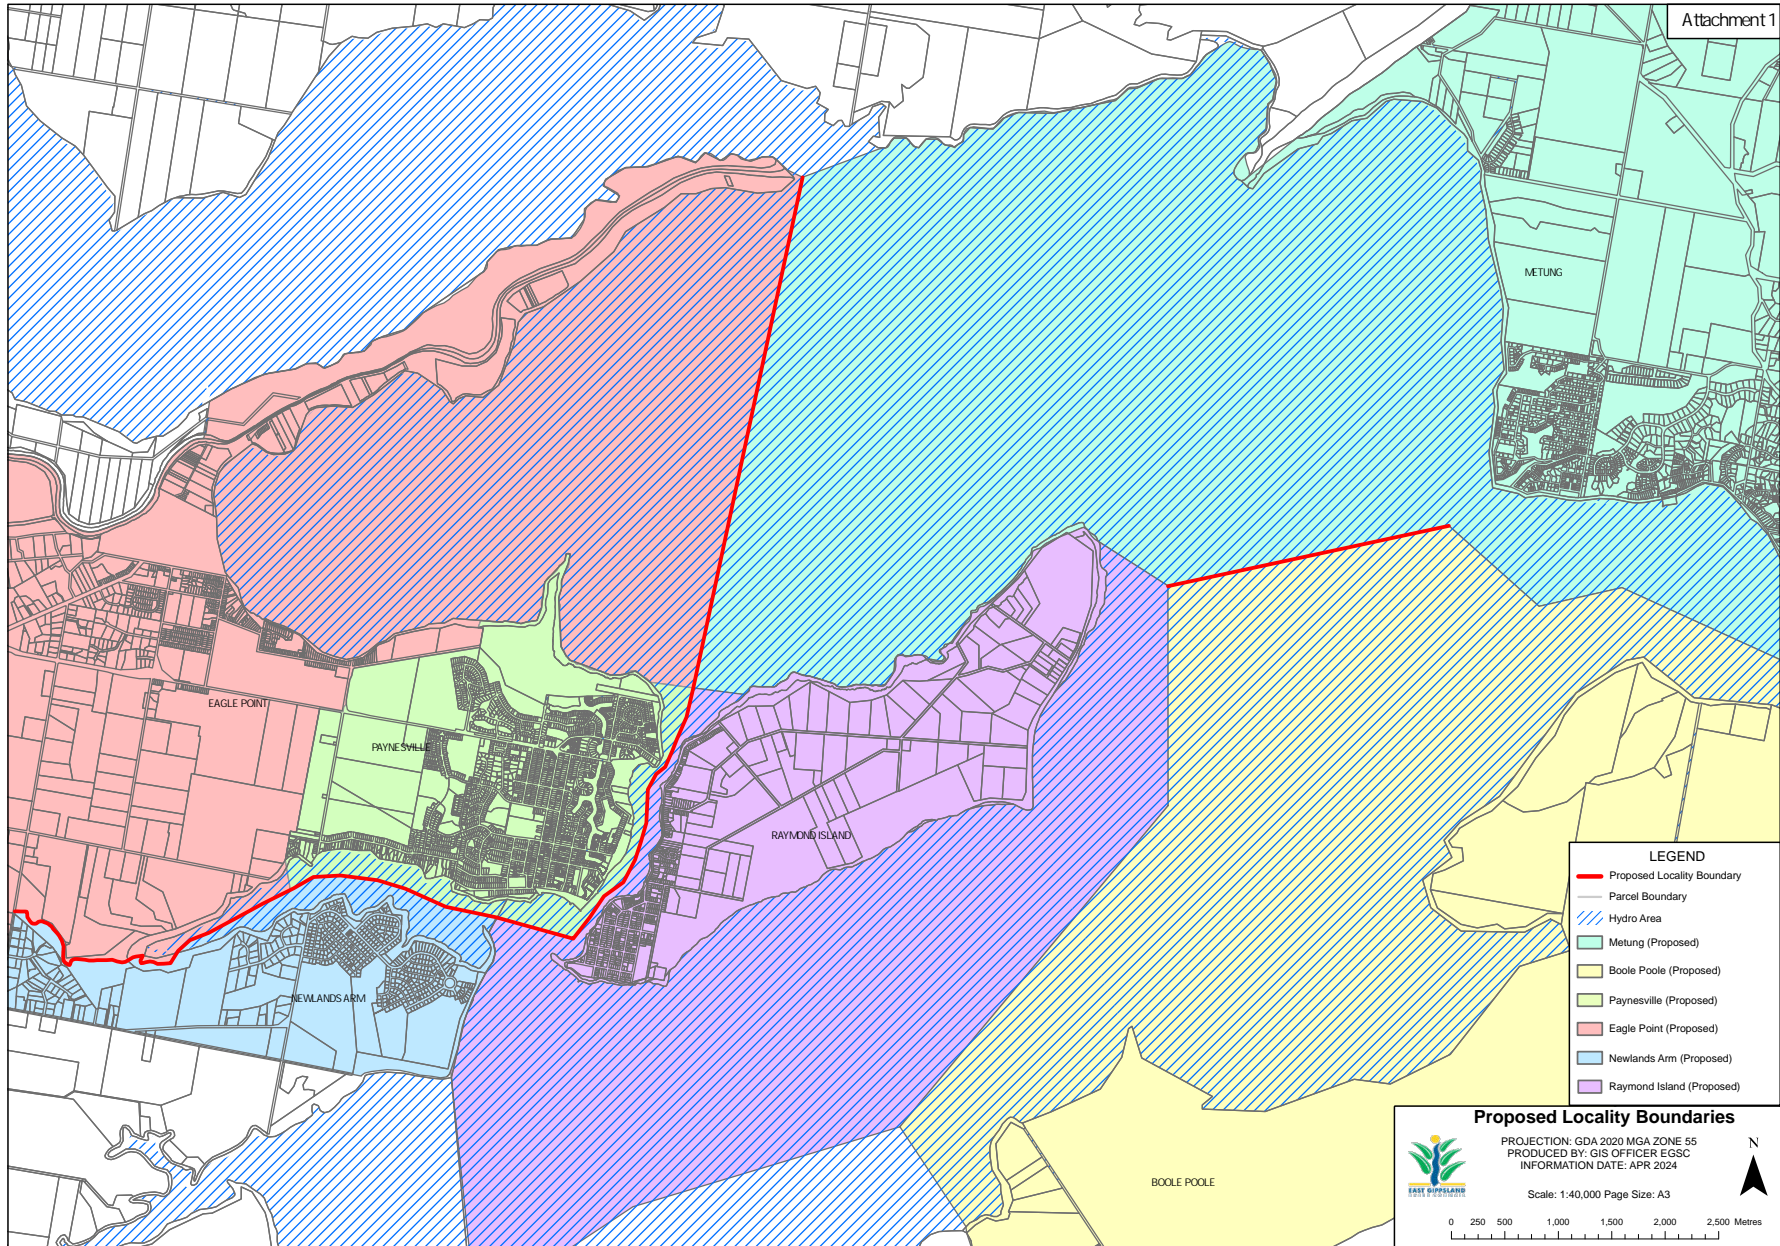 Attachment 1
METUNG
EAGLE POINT
PAYNESVILLE
RAYMOND ISLAND
NEWLANDS ARM
BOOLE POOLE
LEGEND
Proposed Locality Boundary
Parcel Boundary
Hydro Area
Metung (Proposed)
Boole Poole (Proposed)
Paynesville (Proposed)
Eagle Point (Proposed)
Newlands Arm (Proposed)
Raymond Island (Proposed)
Proposed Locality Boundaries
PROJECTION: GDA 2020 MGA ZONE 55
PRODUCED BY: GIS OFFICER EGSC
INFORMATION DATE: APR 2024
Scale: 1:40,000 Page Size: A3
N
EAST GIPPSLAND
0 250 500 1,000 1,500 2,000 2,500 Metres